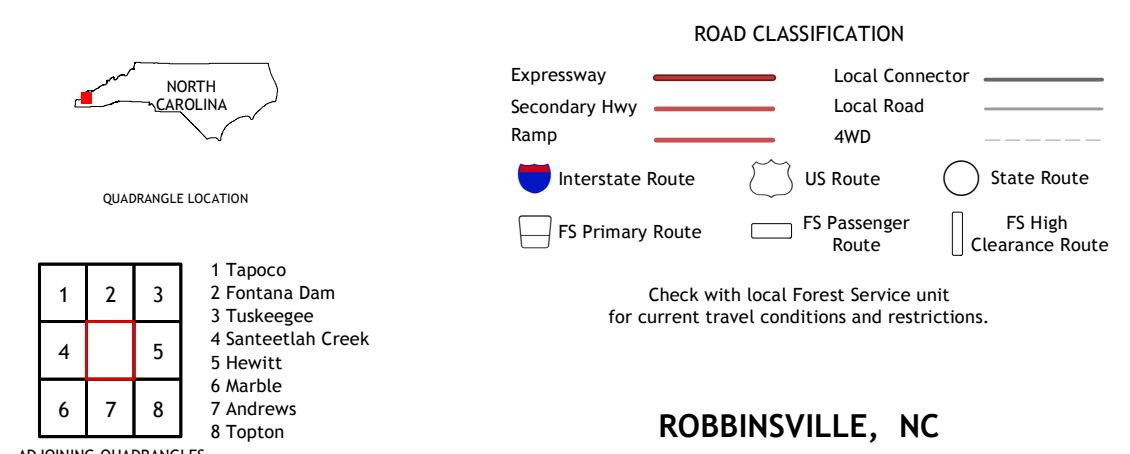 NORTH
CAROLINA
QUADRANGLE LOCATION
1 2 3
4 5
6 7 8
1 Tapoco
2 Fontana Dam
3 Tuskeegee
4 Santeetlah Creek
5 Hewitt
6 Marble
7 Andrews
8 Topton
ADJOINING QUADRANGLES
ROAD CLASSIFICATION
Expressway
Secondary Hwy
Ramp
Local Connector
Local Road
4WD
Interstate Route
US Route
State Route
FS Primary Route
FS Passenger
Route
FS High
Clearance Route
Check with local Forest Service unit
for current travel conditions and restrictions.
ROBBINSVILLE, NC